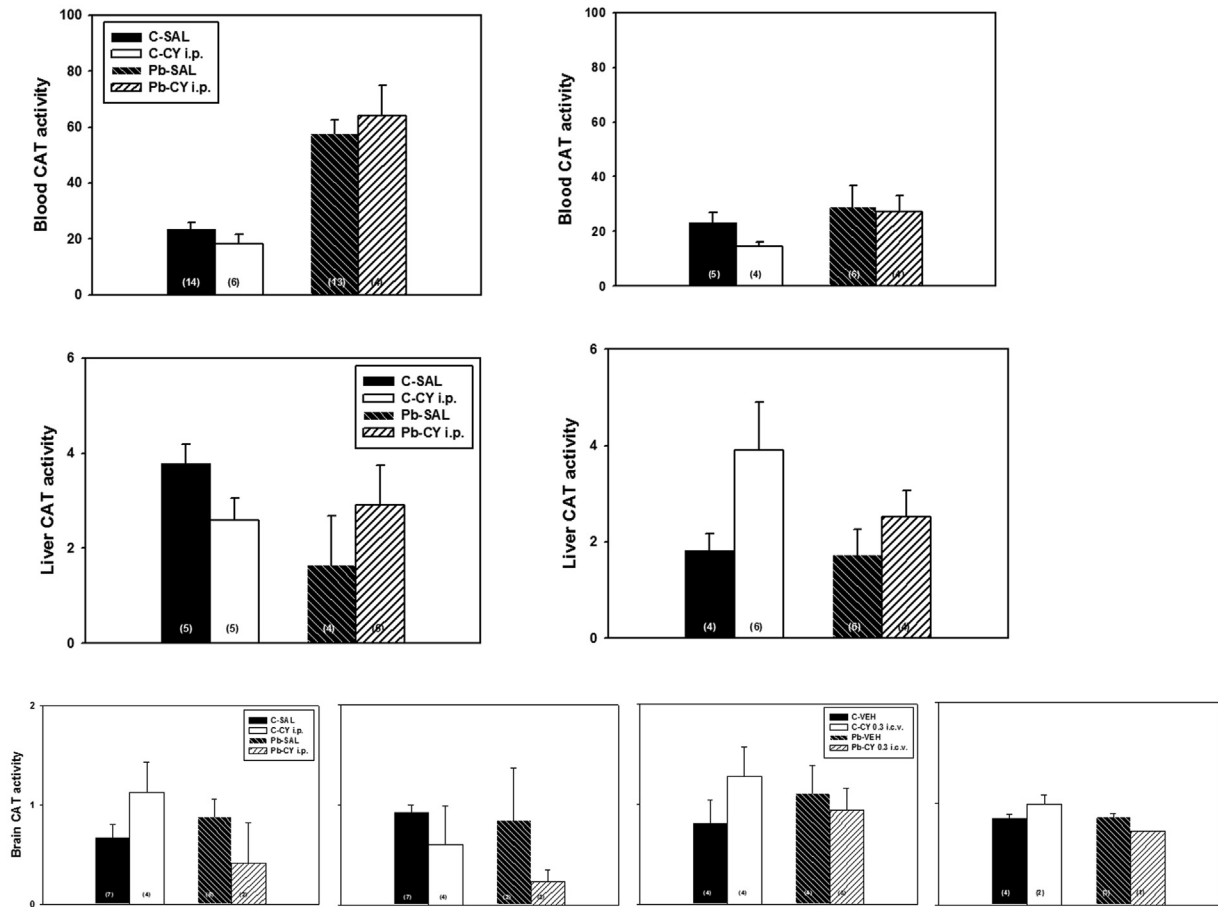 100
80
60
40
20
0
Blood CAT activity
C-SAL
C-CY i.p.
Pb-SAL
Pb-CY i.p.
(14)
(6)
(13)
100
80
60
40
20
0
Blood CAT activity
(5)
(4)
(6)
(4)
6
4
2
0
Liver CAT activity
C-SAL
C-CY i.p.
Pb-SAL
Pb-CY i.p.
(5)
(5)
(4)
6
4
2
0
Liver CAT activity
(4)
(6)
(4)
2
1
0
Brain CAT activity
C-SAL
C-CY i.p.
Pb-SAL
Pb-CY i.p.
(7)
(4)
(7)
(4)
C-VEH
C-CY 0.3 i.c.v.
Pb-VEH
Pb-CY 0.3 i.c.v.
(4)
(4)
(4)
(2)